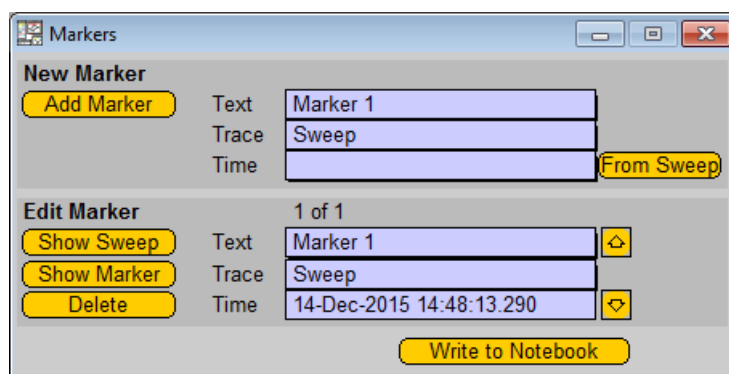 Markers
New Marker
Add Marker Text Marker 1
Trace Sweep
Time From Sweep
Edit Marker 1 of 1
Show Sweep Text Marker 1
Show Marker Trace Sweep
Delete Time 14-Dec-2015 14:48:13.290
Write to Notebook